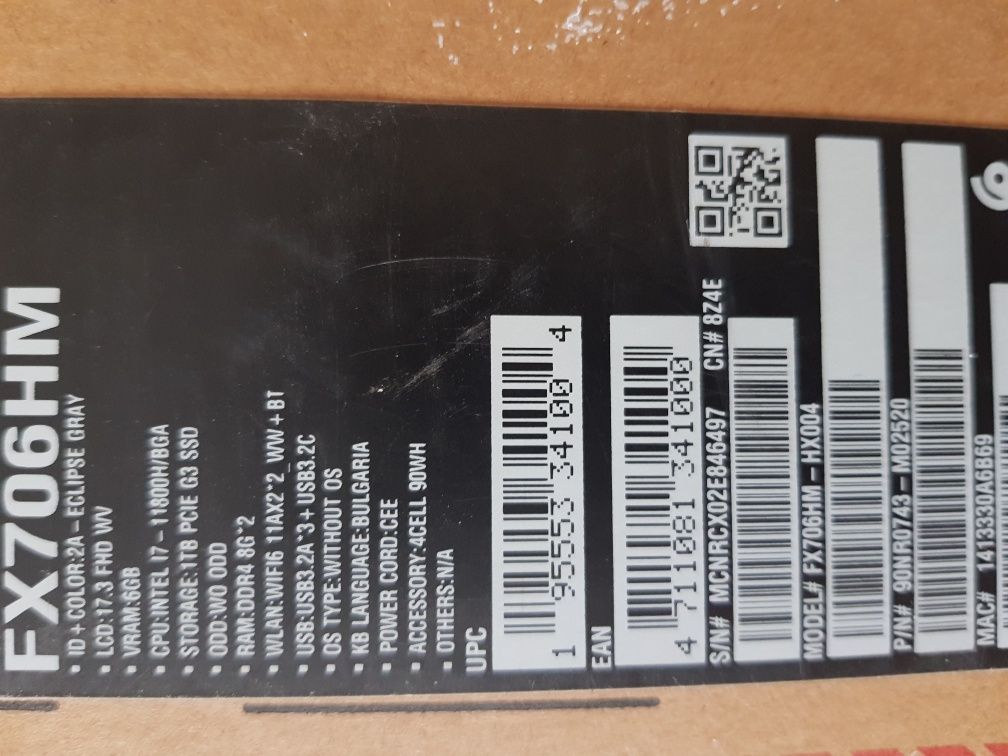 FX706HM
• ID+COLOR:2A-ECLIPSE GRAY
• LCD:17.3 FHD WV
• VRAM:6GB
• CPU:INTEL I7-11800H/BGA
• STORAGE:1TB PCIE G3 SSD
• ODD:WO ODD
• RAM:DDR4 8G*2
• WLAN:WIFI6 11AX2*2_WW+BT
• USB:USB3.2A*3+USB3.2C
• OS TYPE:WITHOUT OS
• KB LANGUAGE:BULGARIA
• POWER CORD:CEE
• ACCESSORY:4CELL 90WH
• OTHERS:N/A
UPC
1 95553 34100 4
EAN
4 711081 341000
S/N# MCNRCX02E846497 CN# 8Z4E
MODEL# FX706HM-HX004
P/N# 90NR0743-M02520
MAC# 1413330A6B69